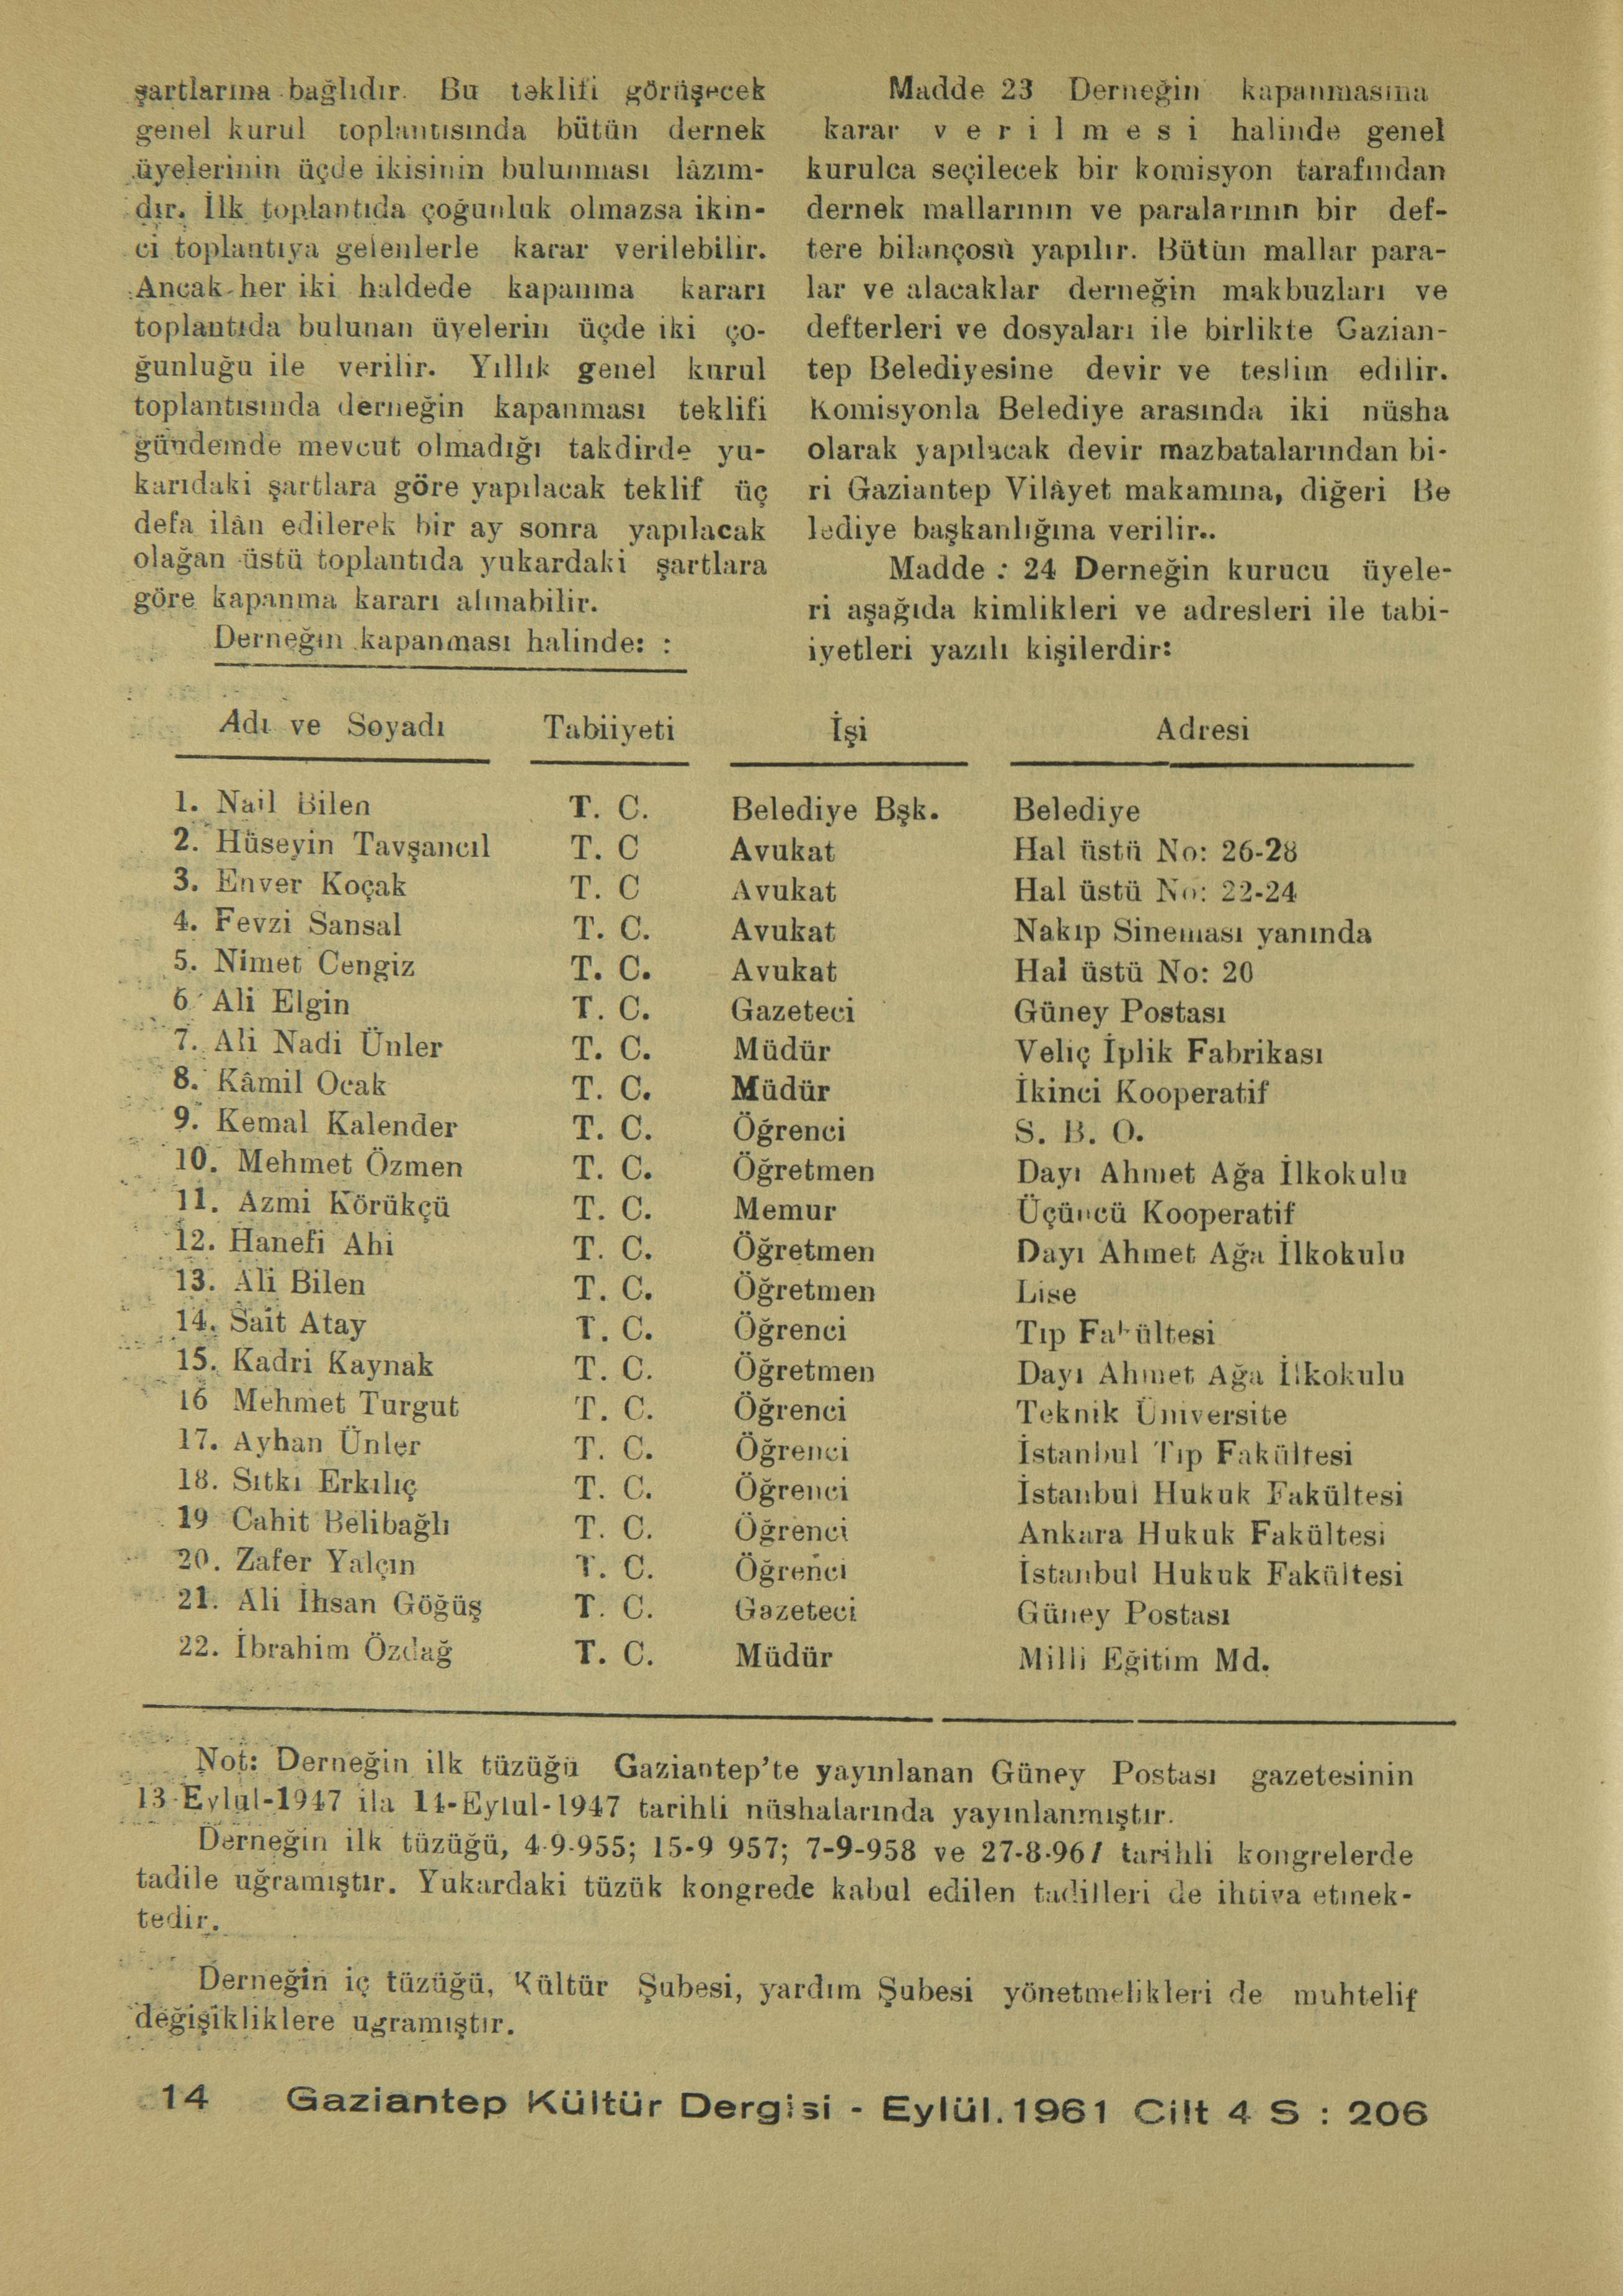 şartlarına bağlıdır. Bu teklifi görüşecek
genel kurul toplantısında bütün dernek
üyelerinin üçde ikisinin bulunması lâzım-
dır. İlk toplantıda çoğunluk olmazsa ikin-
ci toplantıya gelenlerle karar verilebilir.
Ancak her iki haldede kapanma kararı
toplantıda bulunan üyelerin üçde iki ço-
ğunluğu ile verilir. Yıllık genel kurul
toplantısında derneğin kapanması teklifi
gündemde mevcut olmadığı takdirde yu-
karıdaki şartlara göre yapılacak teklif üç
defa ilân edilerek bir ay sonra yapılacak
olağan üstü toplantıda yukardaki şartlara
göre kapanma kararı alınabilir.
Derneğin kapanması halinde: :
Madde 23 Derneğin kapanmasına
karar v e r i l m e s i halinde genel
kurulca seçilecek bir komisyon tarafından
dernek mallarının ve paralarının bir def-
tere bilançosu yapılır. Bütün mallar para-
lar ve alacaklar derneğin makbuzları ve
defterleri ve dosyaları ile birlikte Gazian-
tep Belediyesine devir ve teslim edilir.
Komisyonla Belediye arasında iki nüsha
olarak yapılacak devir mazbatalarından bi-
ri Gaziantep Vilâyet makamına, diğeri Be
lediye başkanlığına verilir..
Madde : 24 Derneğin kurucu üyele-
ri aşağıda kimlikleri ve adresleri ile tabi-
iyetleri yazılı kişilerdir:
Adı ve Soyadı Tabiiyeti İşi Adresi
1. Nail Bilen T. C. Belediye Bşk. Belediye
2. Hüseyin Tavşancıl T. C Avukat Hal üstü No: 26-28
3. Enver Koçak T. C Avukat Hal üstü No: 22-24
4. Fevzi Sansal T. C. Avukat Nakıp Sineması yanında
5. Nimet Cengiz T. C. Avukat Hal üstü No: 20
6 Ali Elgin T. C. Gazeteci Güney Postası
7. Ali Nadi Ünler T. C. Müdür Veliç İplik Fabrikası
8. Kâmil Ocak T. C. Müdür İkinci Kooperatif
9. Kemal Kalender T. C. Öğrenci S. B. O.
10. Mehmet Özmen T. C. Öğretmen Dayı Ahmet Ağa İlkokulu
11. Azmi Körükçü T. C. Memur Üçüncü Kooperatif
12. Hanefi Ahi T. C. Öğretmen Dayı Ahmet Ağa İlkokulu
13. Ali Bilen T. C. Öğretmen Lise
14. Sait Atay T. C. Öğrenci Tıp Fakültesi
15. Kadri Kaynak T. C. Öğretmen Dayı Ahmet Ağa İlkokulu
16 Mehmet Turgut T. C. Öğrenci Teknik Üniversite
17. Ayhan Ünler T. C. Öğrenci İstanbul Tıp Fakültesi
18. Sıtkı Erkılıç T. C. Öğrenci İstanbul Hukuk Fakültesi
19 Cahit Belibağlı T. C. Öğrenci Ankara Hukuk Fakültesi
20. Zafer Yalçın T. C. Öğrenci İstanbul Hukuk Fakültesi
21. Ali İhsan Göğüş T. C. Gazeteci Güney Postası
22. İbrahim Özdağ T. C. Müdür Milli Eğitim Md.
Not: Derneğin ilk tüzüğü Gaziantep'te yayınlanan Güney Postası gazetesinin
13-Eylul-1947 ila 14-Eylul-1947 tarihli nüshalarında yayınlanmıştır.
Derneğin ilk tüzüğü, 4-9-955; 15-9 957; 7-9-958 ve 27-8-961 tarihli kongrelerde
tadile uğramıştır. Yukardaki tüzük kongrede kabul edilen tadilleri de ihtiva etmek-
tedir.
Derneğin iç tüzüğü, Kültür Şubesi, yardım Şubesi yönetmelikleri de muhtelif
değişikliklere ugramıştır.
14 Gaziantep Kültür Dergisi - Eylül.1961 Cilt 4 S : 206